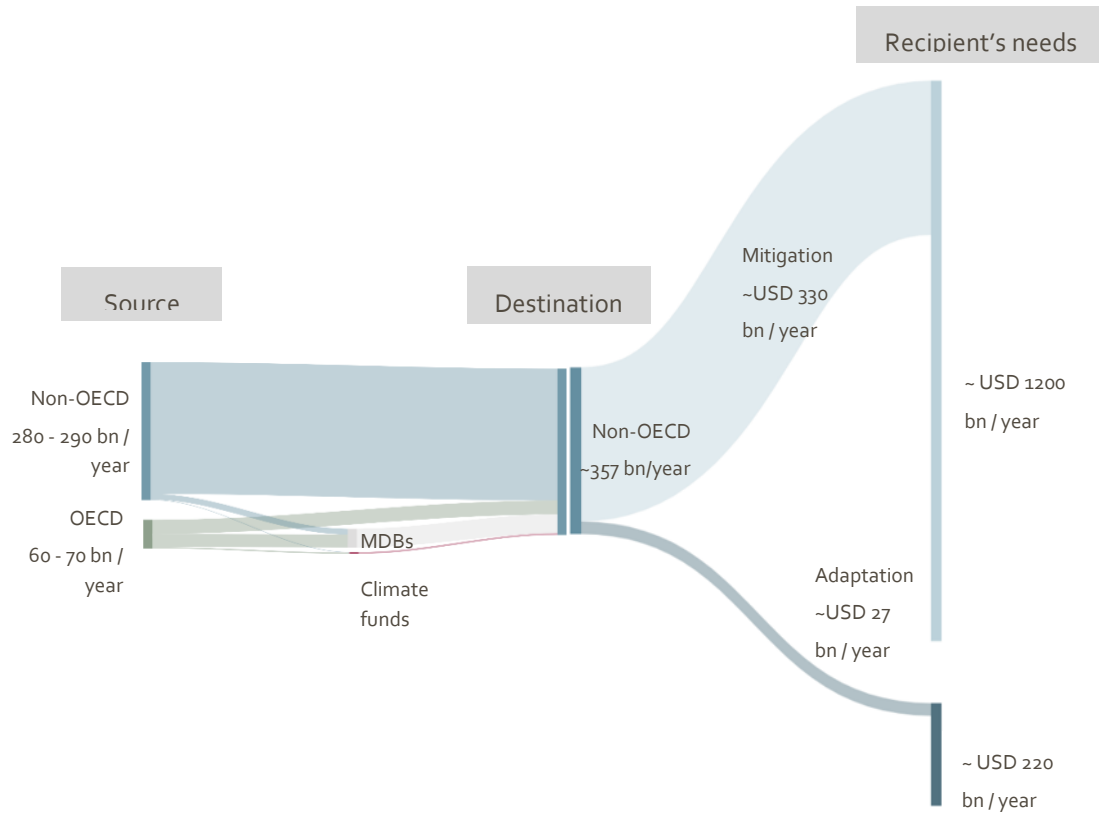 Recipient's needs
Source
Destination
Mitigation
~USD 330
bn / year
Non-OECD
280 - 290 bn /
year
~ USD 1200
bn / year
Non-OECD
~357 bn/year
OECD
60 - 70 bn /
year
MDBs
Climate
funds
Adaptation
~USD 27
bn / year
~ USD 220
bn / year